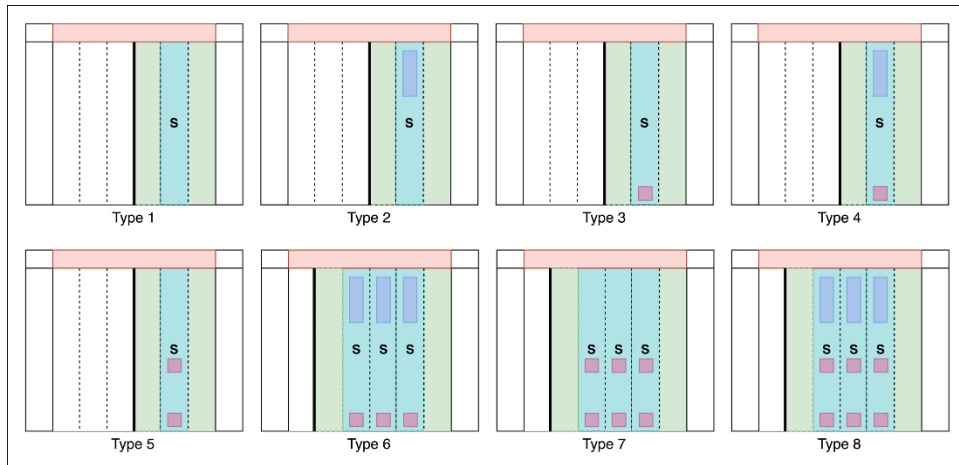 S
S
S
S
Type 1
Type 2
Type 3
Type 4
S
S S S
S S S
S S S
Type 5
Type 6
Type 7
Type 8